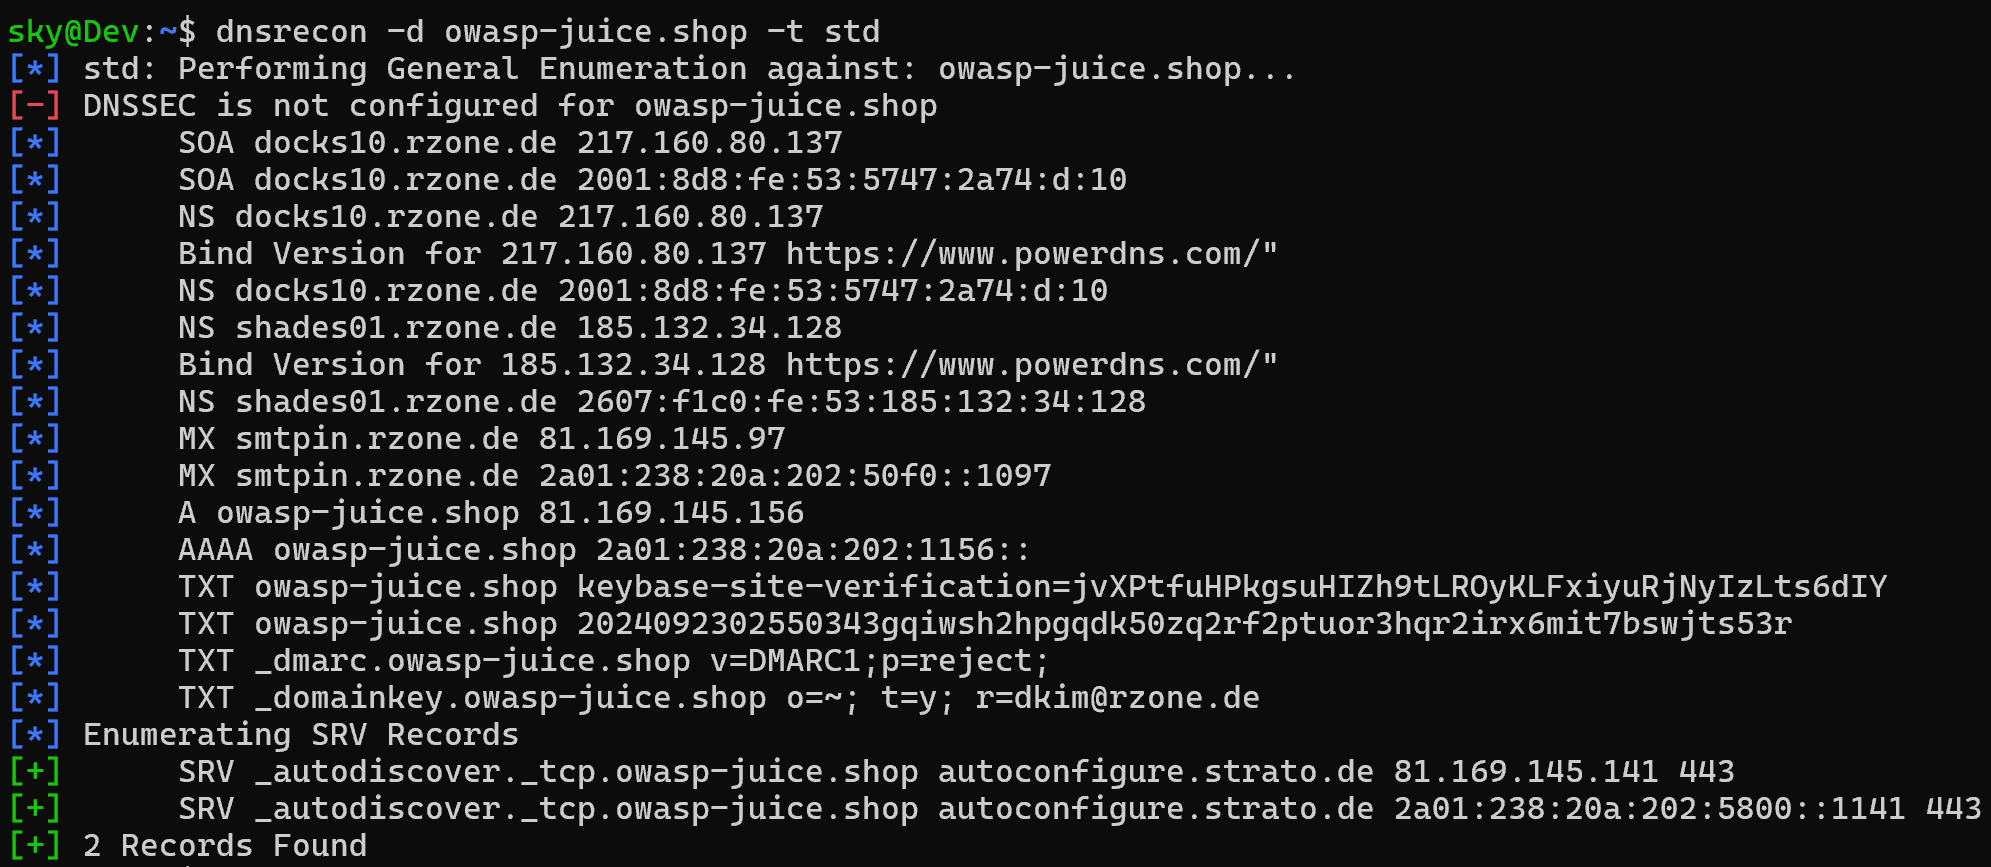 sky@Dev:~$ dnsrecon -d owasp-juice.shop -t std
[*] std: Performing General Enumeration against: owasp-juice.shop...
[-] DNSSEC is not configured for owasp-juice.shop
[*]      SOA docks10.rzone.de 217.160.80.137
[*]      SOA docks10.rzone.de 2001:8d8:fe:53:5747:2a74:d:10
[*]      NS docks10.rzone.de 217.160.80.137
[*]      Bind Version for 217.160.80.137 https://www.powerdns.com/"
[*]      NS docks10.rzone.de 2001:8d8:fe:53:5747:2a74:d:10
[*]      NS shades01.rzone.de 185.132.34.128
[*]      Bind Version for 185.132.34.128 https://www.powerdns.com/"
[*]      NS shades01.rzone.de 2607:f1c0:fe:53:185:132:34:128
[*]      MX smtpin.rzone.de 81.169.145.97
[*]      MX smtpin.rzone.de 2a01:238:20a:202:50f0::1097
[*]      A owasp-juice.shop 81.169.145.156
[*]      AAAA owasp-juice.shop 2a01:238:20a:202:1156::
[*]      TXT owasp-juice.shop keybase-site-verification=jvXPtfuHPkgsuHIZh9tLROyKLFxiyuRjNyIzLts6dIY
[*]      TXT owasp-juice.shop 2024092302550343gqiwsh2hpgqdk50zq2rf2ptuor3hqr2irx6mit7bswjts53r
[*]      TXT _dmarc.owasp-juice.shop v=DMARC1;p=reject;
[*]      TXT _domainkey.owasp-juice.shop o=~; t=y; r=dkim@rzone.de
[*] Enumerating SRV Records
[+]      SRV _autodiscover._tcp.owasp-juice.shop autoconfigure.strato.de 81.169.145.141 443
[+]      SRV _autodiscover._tcp.owasp-juice.shop autoconfigure.strato.de 2a01:238:20a:202:5800::1141 443
[+] 2 Records Found